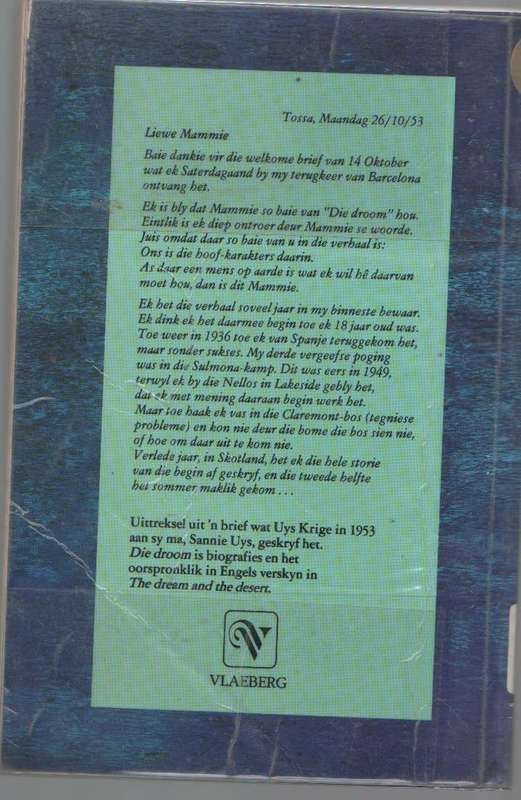 Tossa, Maandag 26/10/53
Liewe Mammie
Baie dankie vir die welkome brief van 14 Oktober
wat ek Saterdagaand by my terugkeer van Barcelona
ontvang het.
Ek is bly dat Mammie so baie van "Die droom" hou.
Eintlik is ek diep ontroer deur Mammie se woorde.
Juis omdat daar so baie van u in die verhaal is:
Ons is die hoof-karakters daarin.
As daar een mens op aarde is wat ek wil hê daarvan
moet hou, dan is dit Mammie.
Ek het die verhaal soveel jaar in my binneste bewaar.
Ek dink ek het daarmee begin toe ek 18 jaar oud was.
Toe weer in 1936 toe ek van Spanje teruggekom het,
maar sonder sukses. My derde vergeefse poging
was in die Sulmona-kamp. Dit was eers in 1949,
terwyl ek by die Nellos in Lakeside gebly het,
dat ek met mening daaraan begin werk het.
Maar toe haak ek vas in die Claremont-bos (tegniese
probleme) en kon nie deur die bome die bos sien nie,
of hoe om daar uit te kom nie.
Verlede jaar, in Skotland, het ek die hele storie
van die begin af geskryf, en die tweede helfte
het sommer maklik gekom . . .
Uittreksel uit 'n brief wat Uys Krige in 1953
aan sy ma, Sannie Uys, geskryf het.
Die droom is biografies en het
oorspronklik in Engels verskyn in
The dream and the desert.
VLAEBERG